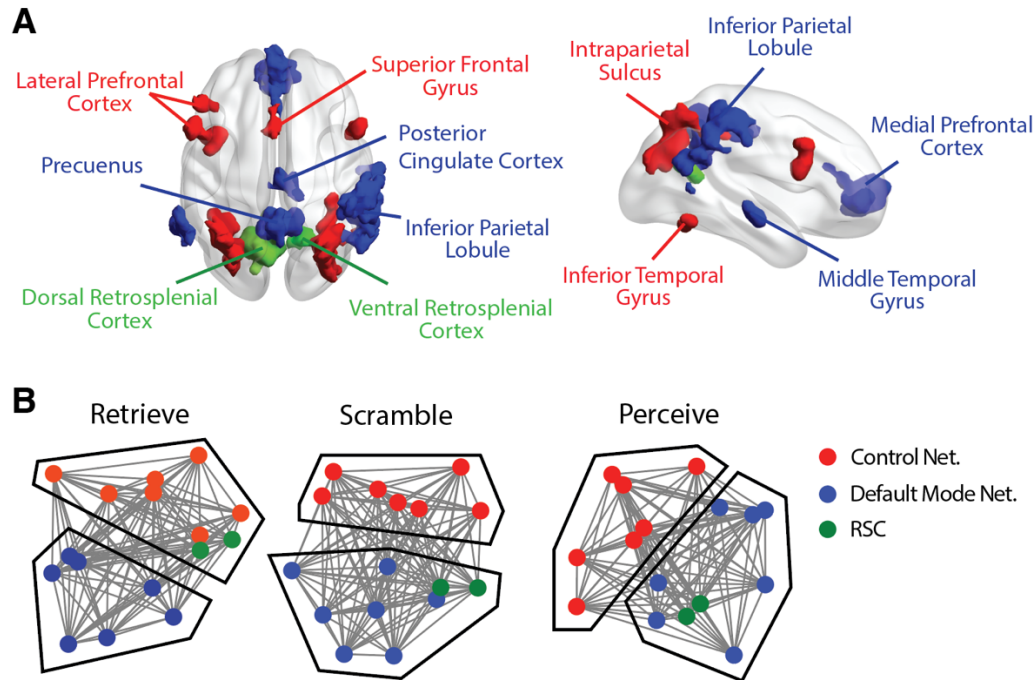 A
Lateral Prefrontal
Cortex
Superior Frontal
Gyrus
Precuenus
Posterior
Cingulate Cortex
Inferior Parietal
Lobule
Dorsal Retrosplenial
Cortex
Ventral Retrosplenial
Cortex
Intraparietal
Sulcus
Inferior Parietal
Lobule
Medial Prefrontal
Cortex
Inferior Temporal
Gyrus
Middle Temporal
Gyrus
B
Retrieve
Scramble
Perceive
Control Net.
Default Mode Net.
RSC